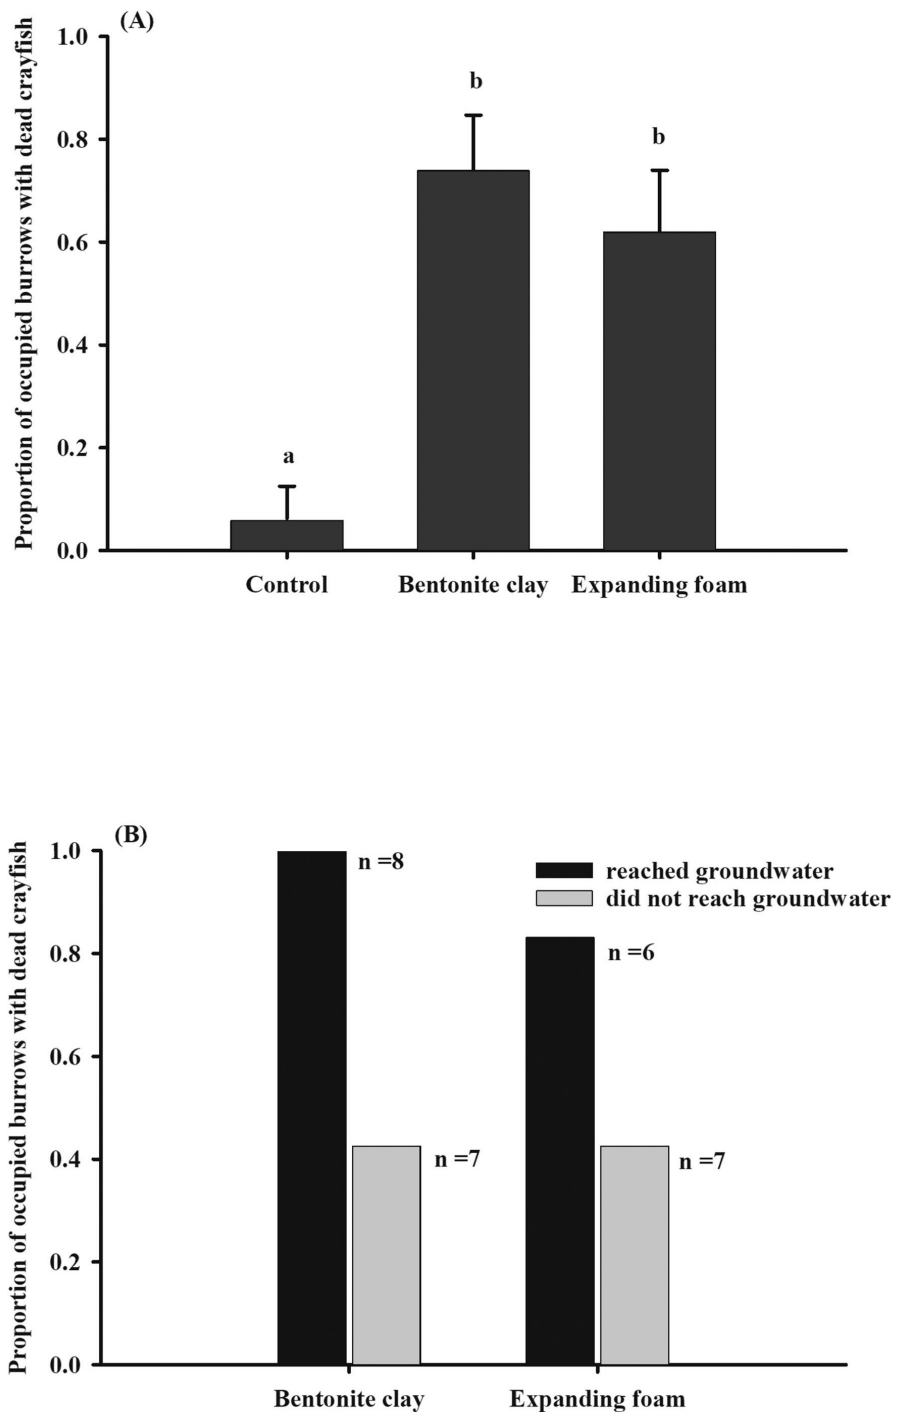 (A)
Proportion of occupied burrows with dead crayfish
1.0
0.8
0.6
0.4
0.2
0.0
a
b
b
Control
Bentonite clay
Expanding foam
(B)
Proportion of occupied burrows with dead crayfish
1.0
0.8
0.6
0.4
0.2
0.0
n =8
n =7
n =6
n =7
reached groundwater
did not reach groundwater
Bentonite clay
Expanding foam